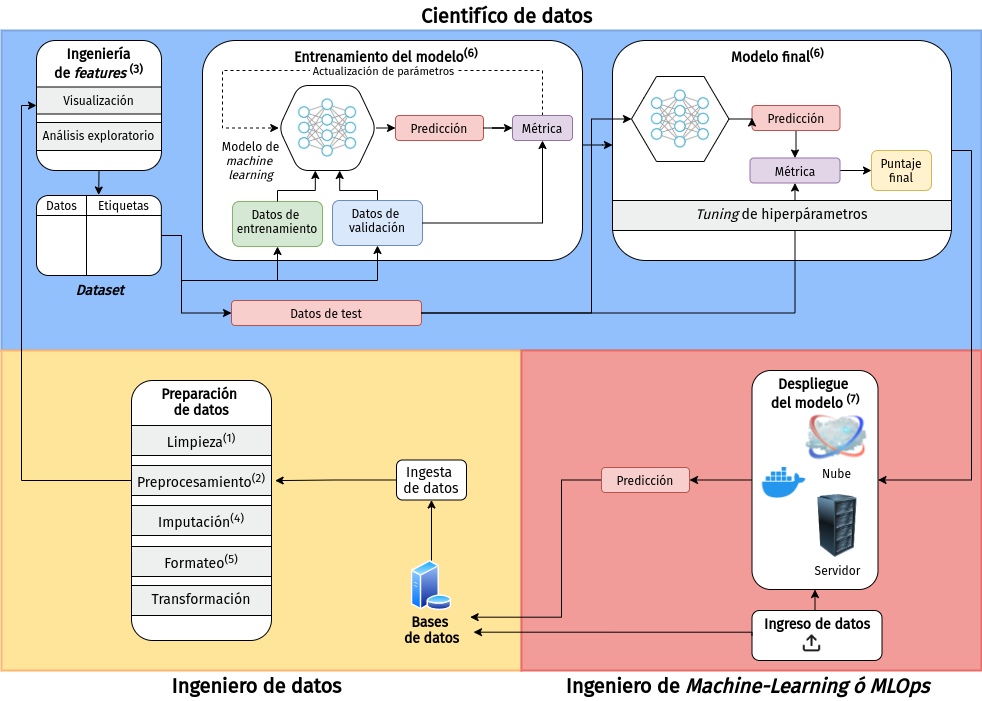 Científíco de datos
Ingeniería
de features (3)
Visualización
Análisis exploratorio
Datos
Etiquetas
Dataset
Entrenamiento del modelo(6)
Actualización de parámetros
Modelo de
machine
learning
Predicción
Métrica
Datos de
entrenamiento
Datos de
validación
Datos de test
Modelo final(6)
Predicción
Métrica
Puntaje
final
Tuning de hiperpárametros
Preparación
de datos
Limpieza(1)
Preprocesamiento(2)
Imputación(4)
Formateo(5)
Transformación
Ingesta
de datos
Bases
de datos
Predicción
Despliegue
del modelo (7)
Nube
Servidor
Ingreso de datos
Ingeniero de datos
Ingeniero de Machine-Learning ó MLOps